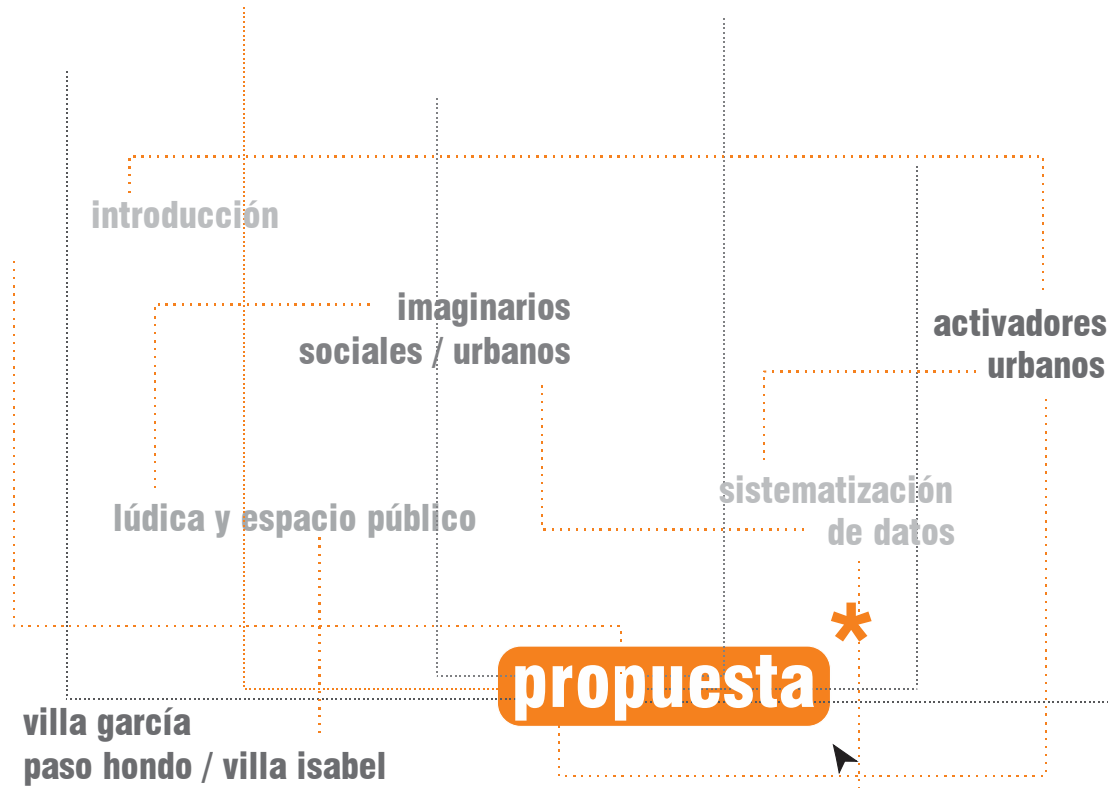 introducción
imaginarios
sociales / urbanos
activadores
urbanos
sistematización
de datos
lúdica y espacio público
propuesta*
villa garcía
paso hondo / villa isabel